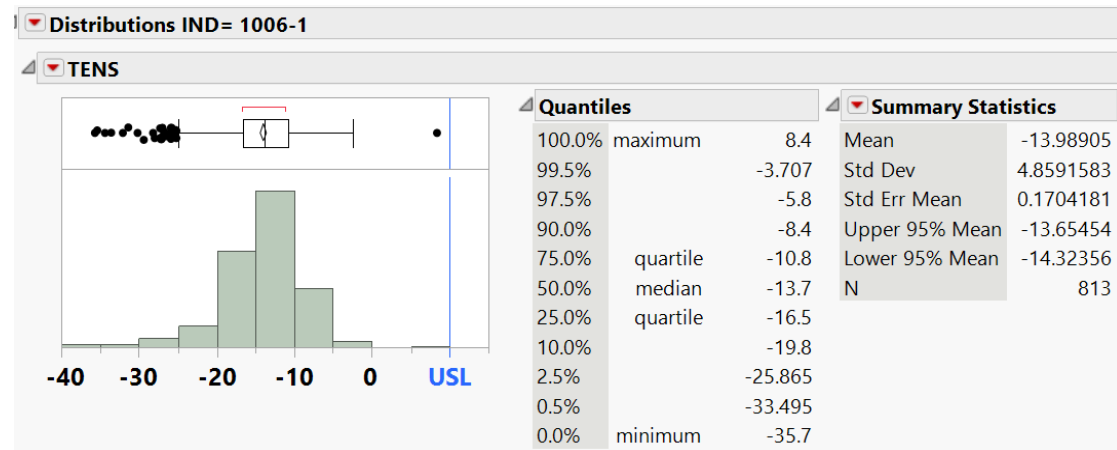 Distributions IND= 1006-1
TENS
-40 -30 -20 -10 0 USL
Quantiles
100.0% maximum 8.4
99.5% -3.707
97.5% -5.8
90.0% -8.4
75.0% quartile -10.8
50.0% median -13.7
25.0% quartile -16.5
10.0% -19.8
2.5% -25.865
0.5% -33.495
0.0% minimum -35.7
Summary Statistics
Mean -13.98905
Std Dev 4.8591583
Std Err Mean 0.1704181
Upper 95% Mean -13.65454
Lower 95% Mean -14.32356
N 813